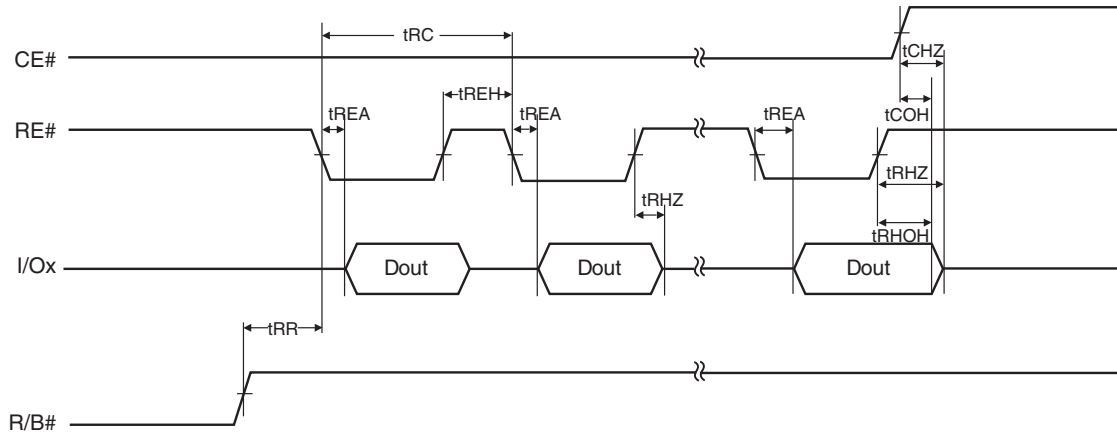 tRC
tCHZ
CE#
tREH
tREA
tREA
tREA
tCOH
RE#
tRHZ
tRHZ
tRHOH
I/Ox
Dout
Dout
Dout
tRR
R/B#